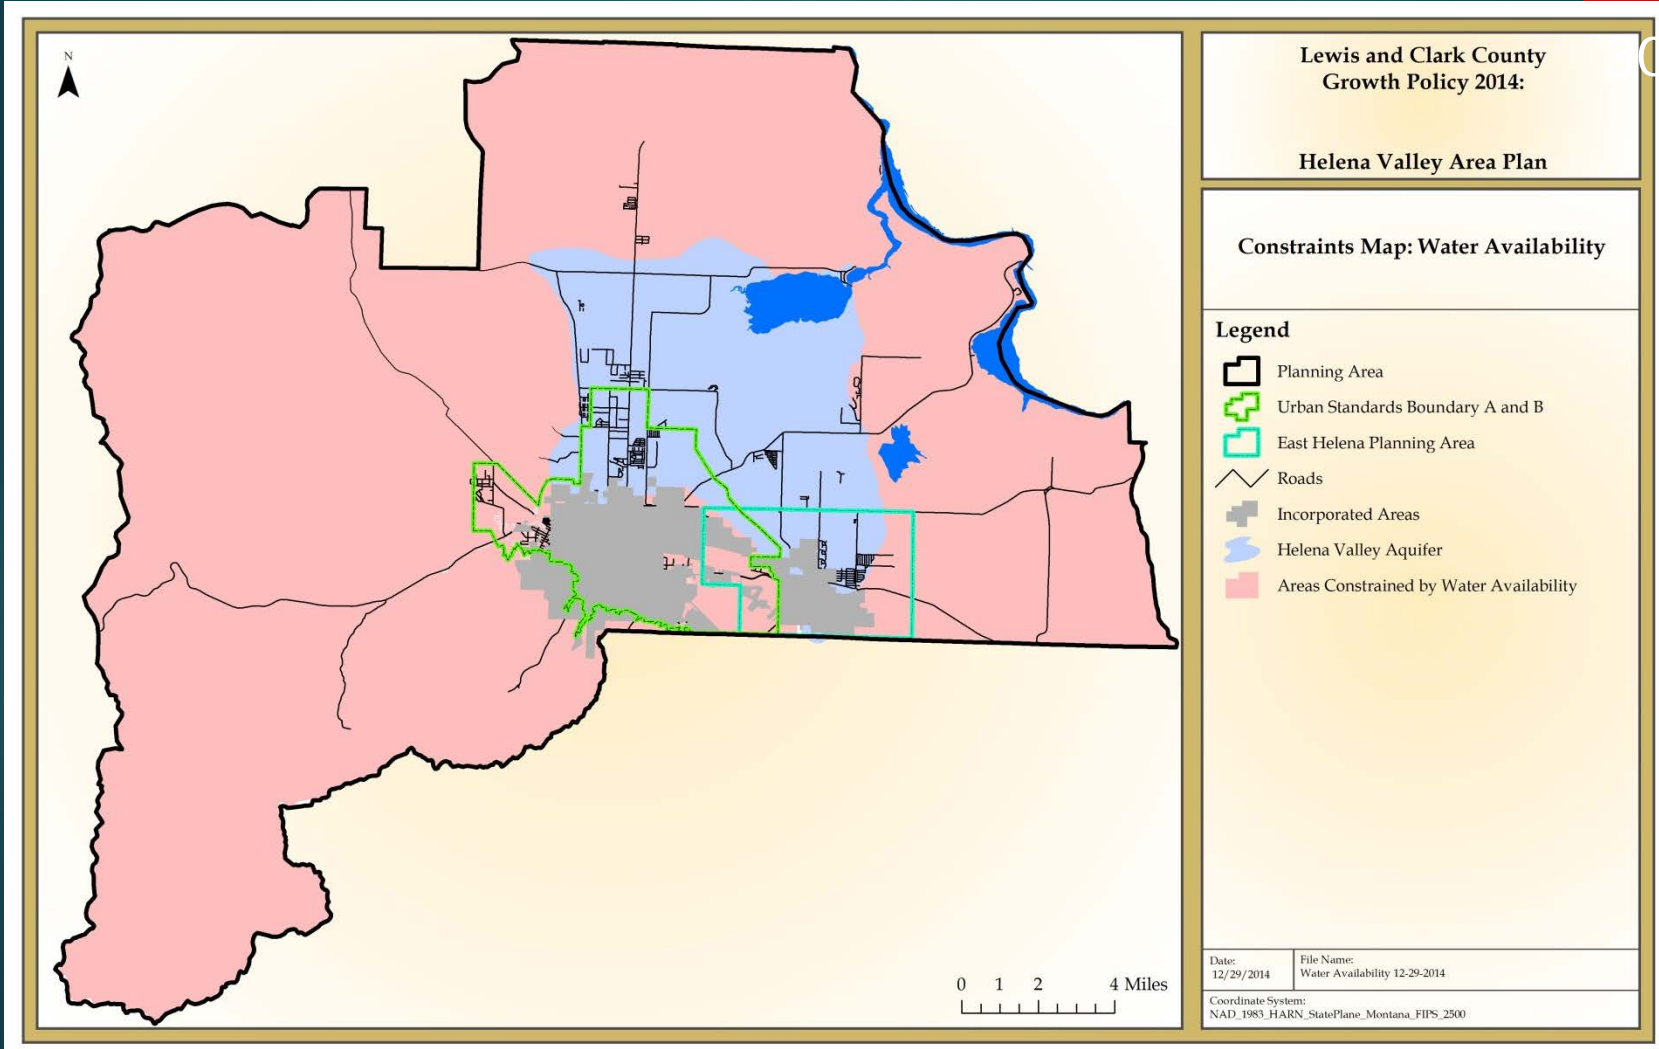 N
Lewis and Clark County
Growth Policy 2014:
Helena Valley Area Plan
Constraints Map: Water Availability
Legend
Planning Area
Urban Standards Boundary A and B
East Helena Planning Area
Roads
Incorporated Areas
Helena Valley Aquifer
Areas Constrained by Water Availability
0 1 2 4 Miles
Date:
12/29/2014
File Name:
Water Availability 12-29-2014
Coordinate System:
NAD_1983_HARN_StatePlane_Montana_FIPS_2500